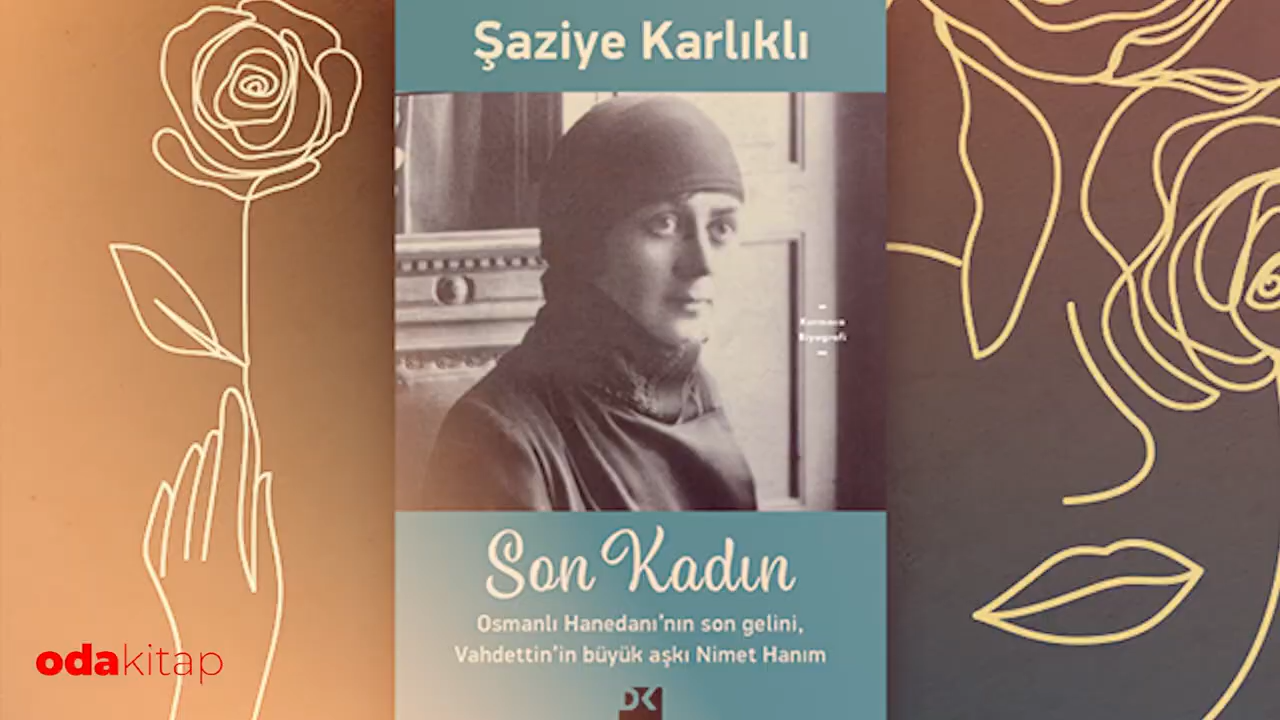 Şaziye Karlıklı
Kurmaca
Biyografi
Son Kadın
Osmanlı Hanedanı'nın son gelini,
Vahdettin'in büyük aşkı Nimet Hanım
DK
odakitap